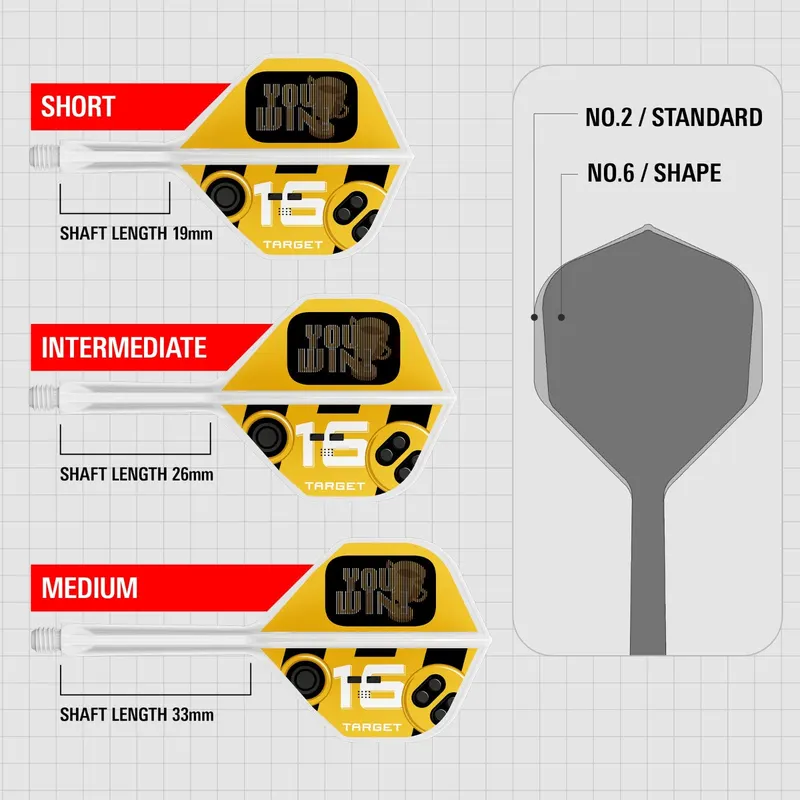 SHORT
YOU
WIN!
16
TARGET
SHAFT LENGTH 19mm
INTERMEDIATE
YOU
WIN!
16
TARGET
SHAFT LENGTH 26mm
MEDIUM
YOU
WIN!
16
TARGET
SHAFT LENGTH 33mm
NO.2 / STANDARD
NO.6 / SHAPE